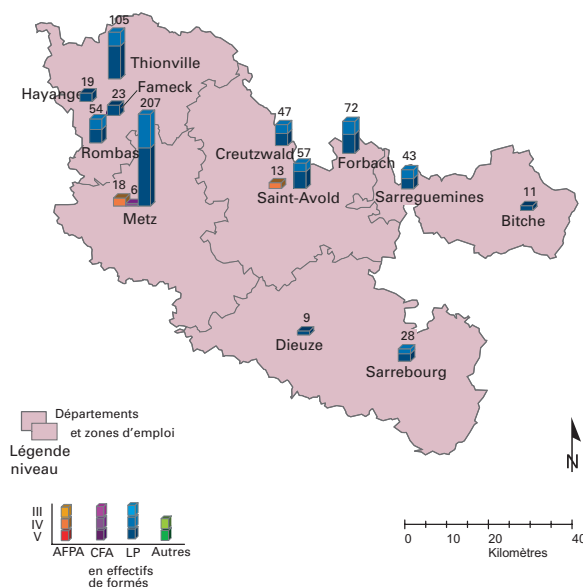 105
Thionville
19
Hayange
23
Fameck
54
Rombas
207
18
6
Metz
47
Creutzwald
72
Forbach
57
13
Saint-Avold
43
Sarreguemines
11
Bitche
9
Dieuze
28
Sarrebourg
Départements
et zones d'emploi
Légende
niveau
III
IV
V
AFPA CFA LP Autres
en effectifs
de formés
N
0 10 20 40
Kilomètres